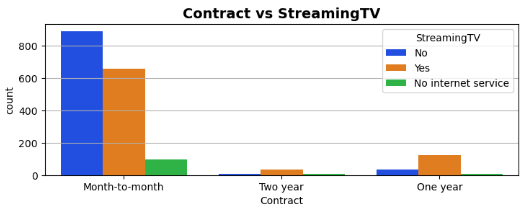 Contract vs StreamingTV
StreamingTV
No
Yes
No internet service
count
800
600
400
200
0
Month-to-month
Two year
One year
Contract